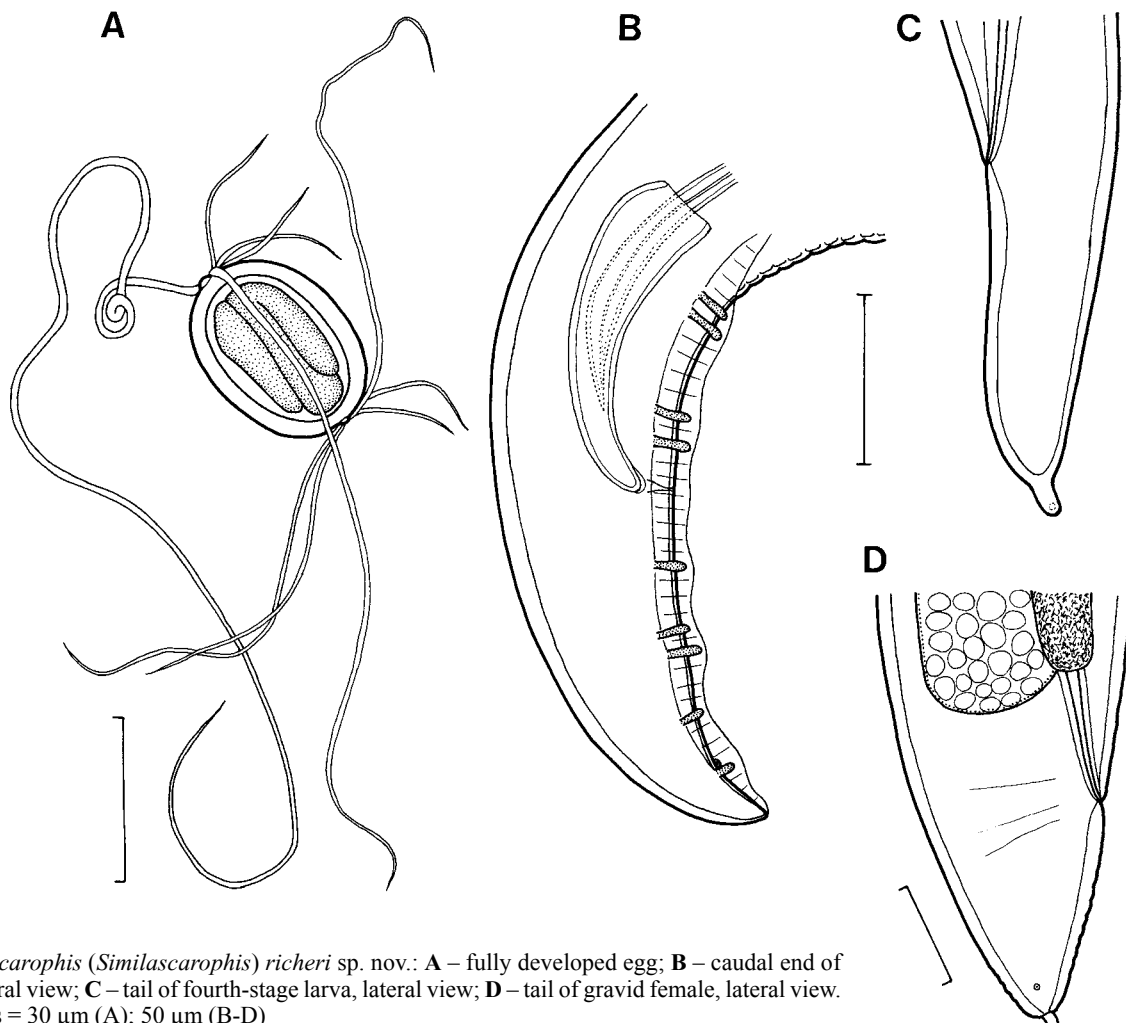 A
B
C
D
carophis (Similascarophis) richeri sp. nov.: A – fully developed egg; B – caudal end of
ral view; C – tail of fourth-stage larva, lateral view; D – tail of gravid female, lateral view.
s = 30 µm (A); 50 µm (B-D)